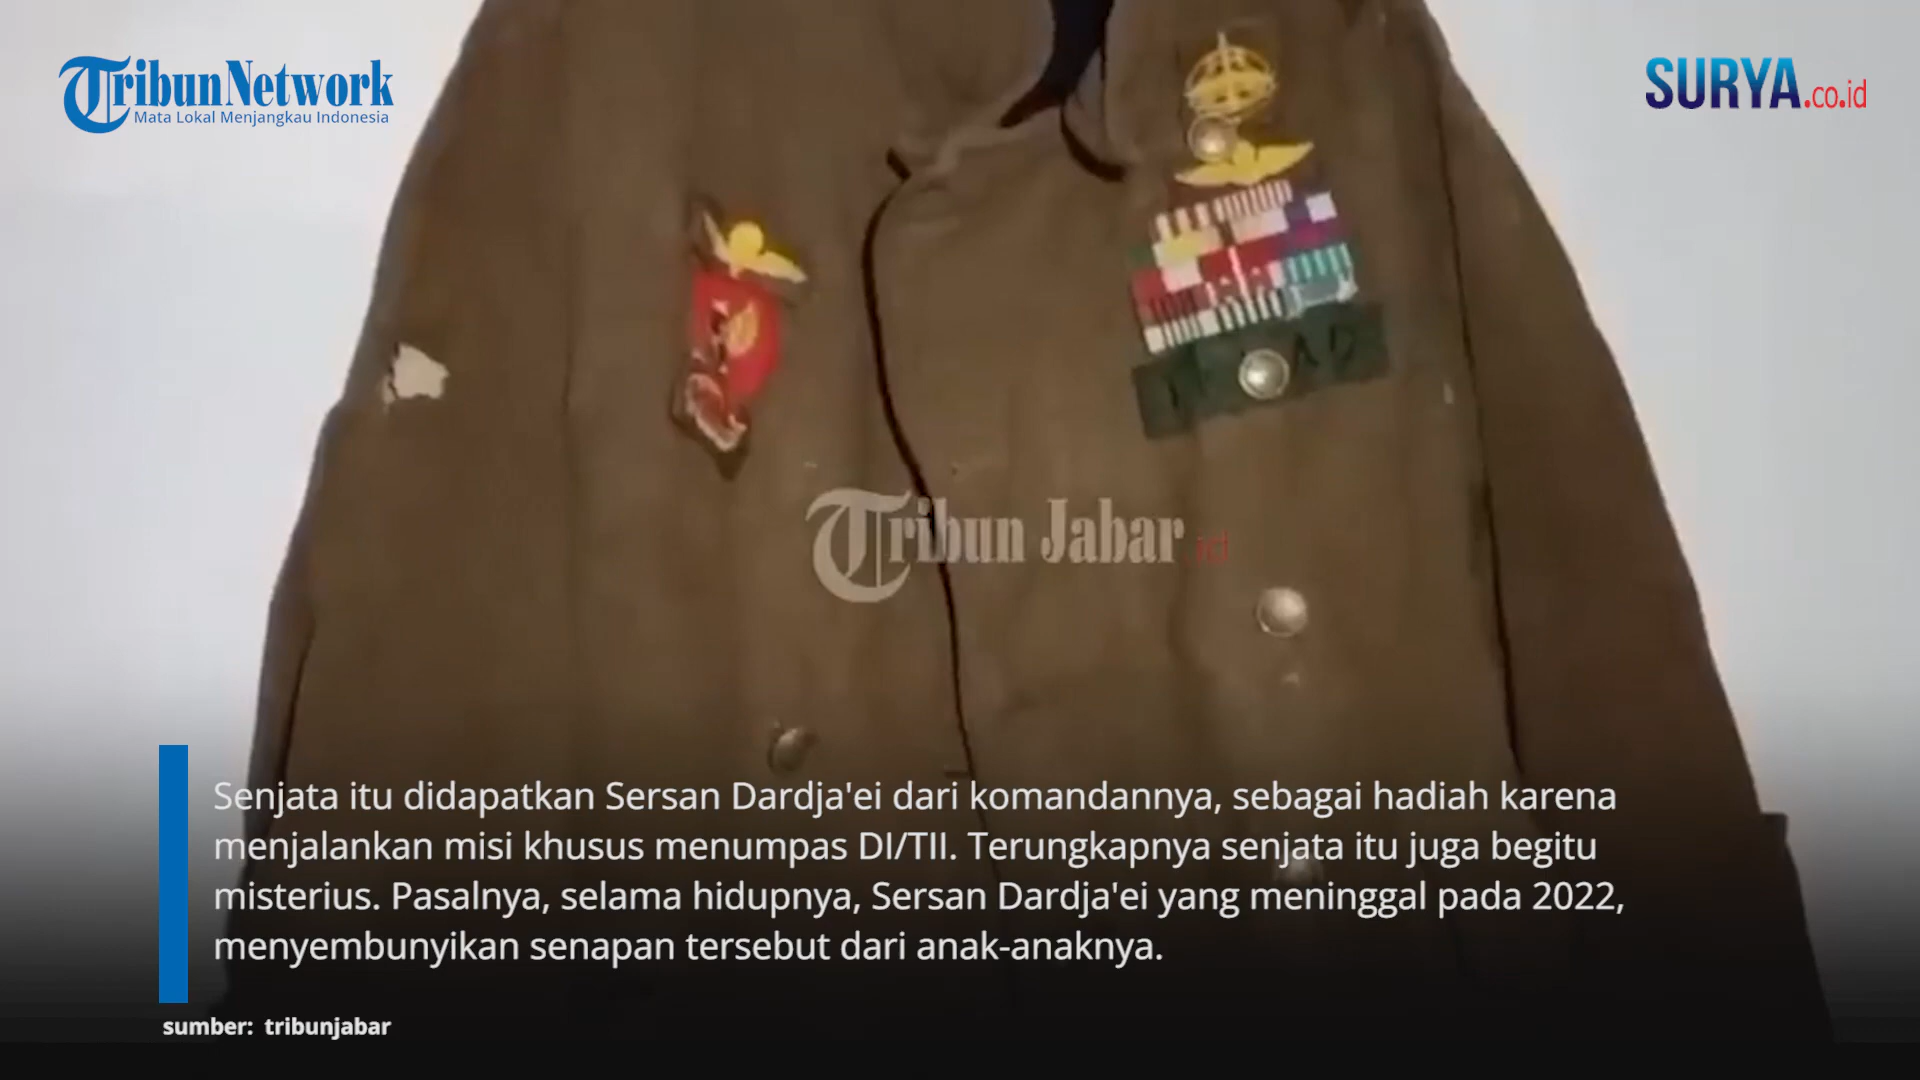 TribunNetwork
Mata Lokal Menjangkau Indonesia
SURYA.co.id
Tribun Jabar.id
Senjata itu didapatkan Sersan Dardja'ei dari komandannya, sebagai hadiah karena
menjalankan misi khusus menumpas DI/TII. Terungkapnya senjata itu juga begitu
misterius. Pasalnya, selama hidupnya, Sersan Dardja'ei yang meninggal pada 2022,
menyembunyikan senapan tersebut dari anak-anaknya.
sumber: tribunjabar